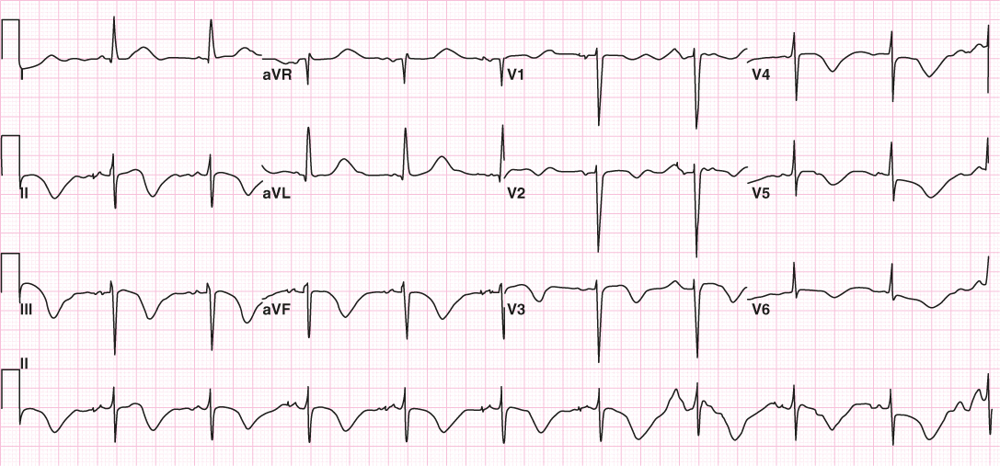 I aVR V1 V4
II aVL V2 V5
III aVF V3 V6
II